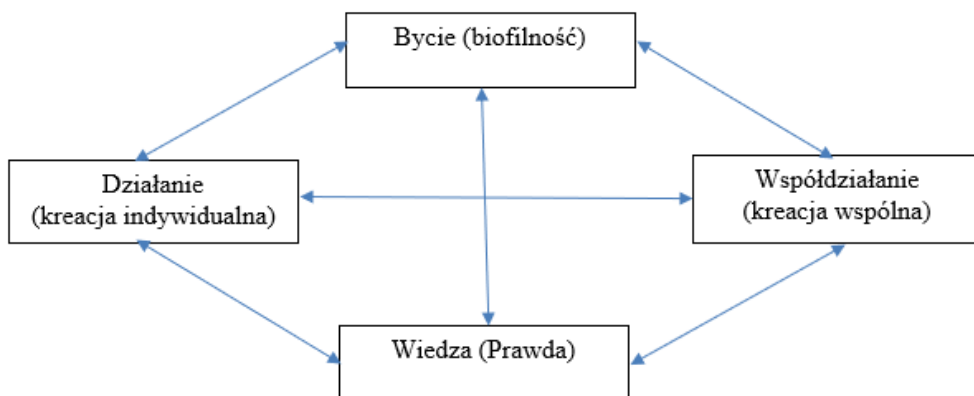 Bycie (biofilność)
Działanie
(kreacja indywidualna)
Współdziałanie
(kreacja wspólna)
Wiedza (Prawda)